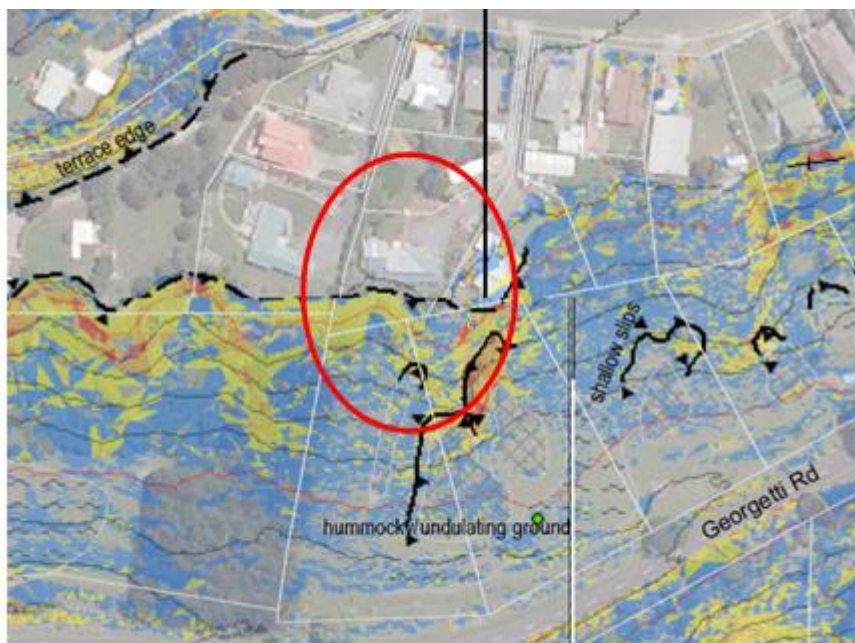 terrace edge
shallow slips
Georgetti Rd
hummocky/undulating ground